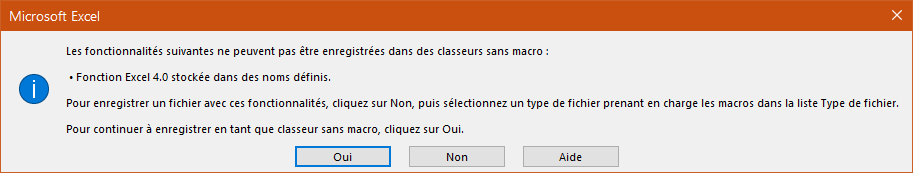 Microsoft Excel
Les fonctionnalités suivantes ne peuvent pas être enregistrées dans des classeurs sans macro :
• Fonction Excel 4.0 stockée dans des noms définis.
Pour enregistrer un fichier avec ces fonctionnalités, cliquez sur Non, puis sélectionnez un type de fichier prenant en charge les macros dans la liste Type de fichier.
Pour continuer à enregistrer en tant que classeur sans macro, cliquez sur Oui.
Oui Non Aide